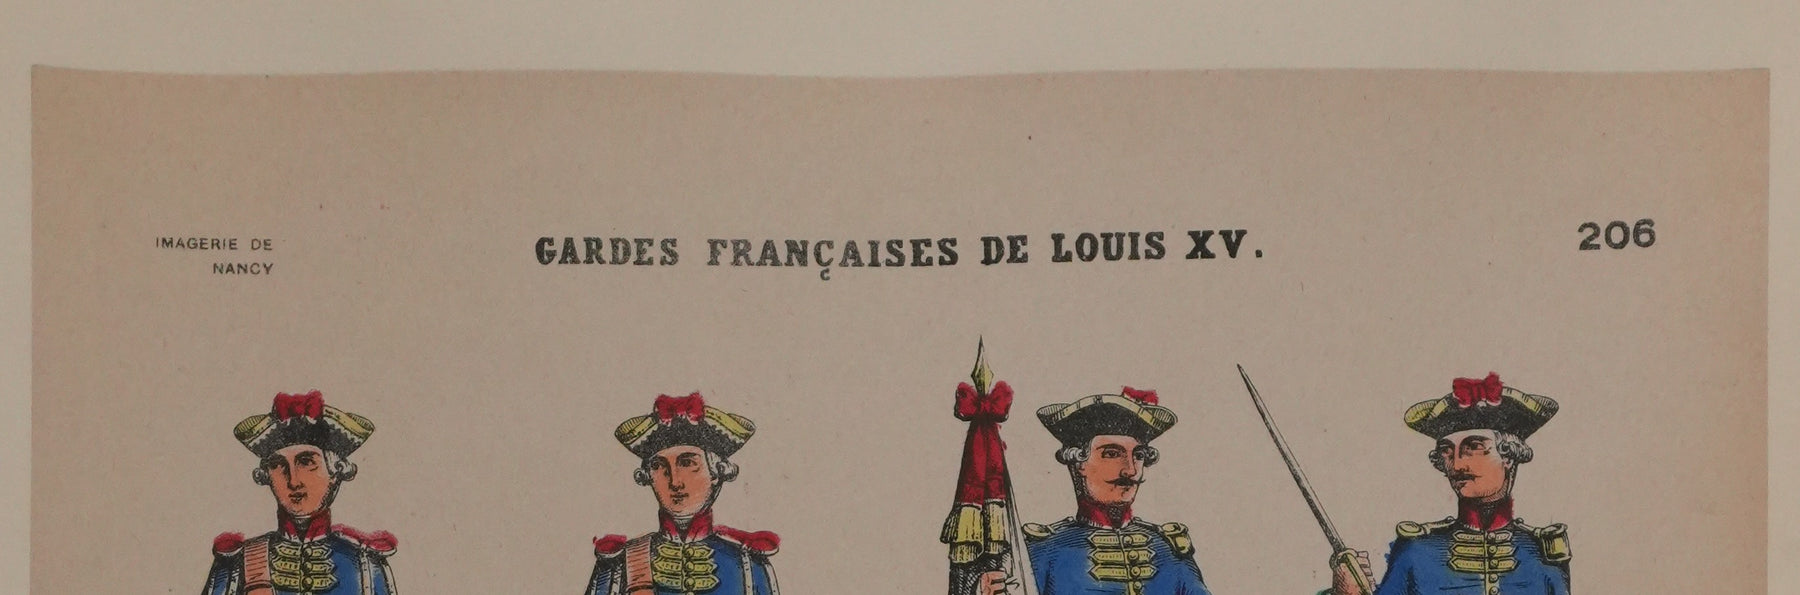 IMAGERIE DE
NANCY
GARDES FRANÇAISES DE LOUIS XV.
206